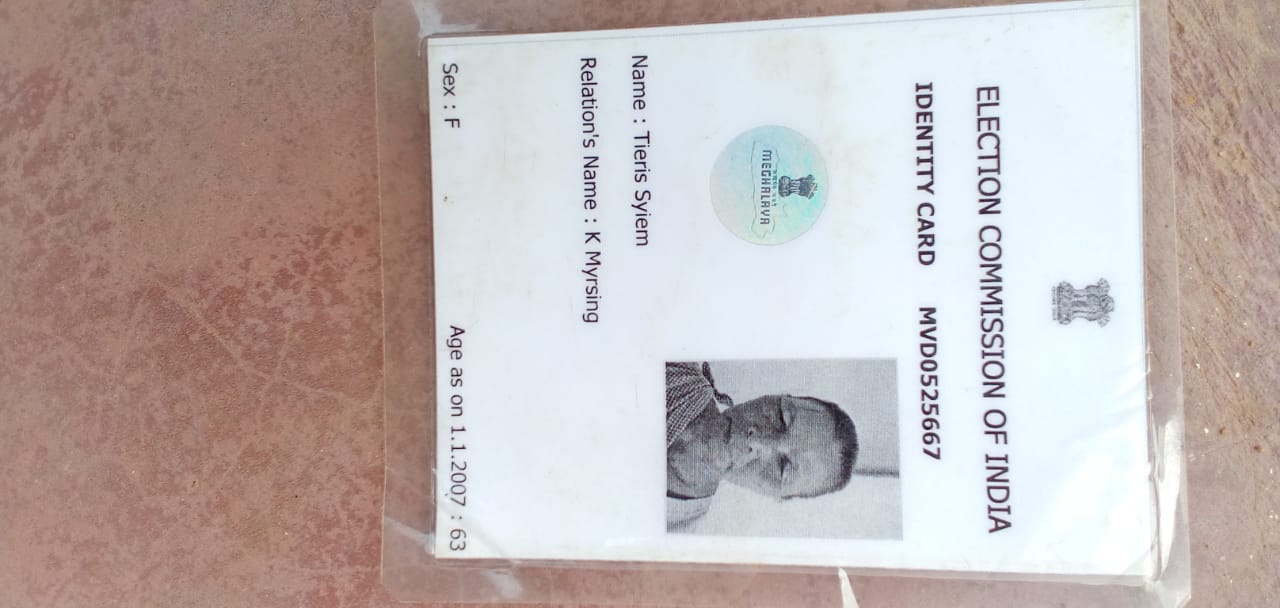 ELECTION COMMISSION OF INDIA
IDENTITY CARD MVD0525667
MEGHALAYA
Name : Tieris Syiem
Relation's Name : K Myrsing
Sex : F Age as on 1.1.2007 : 63